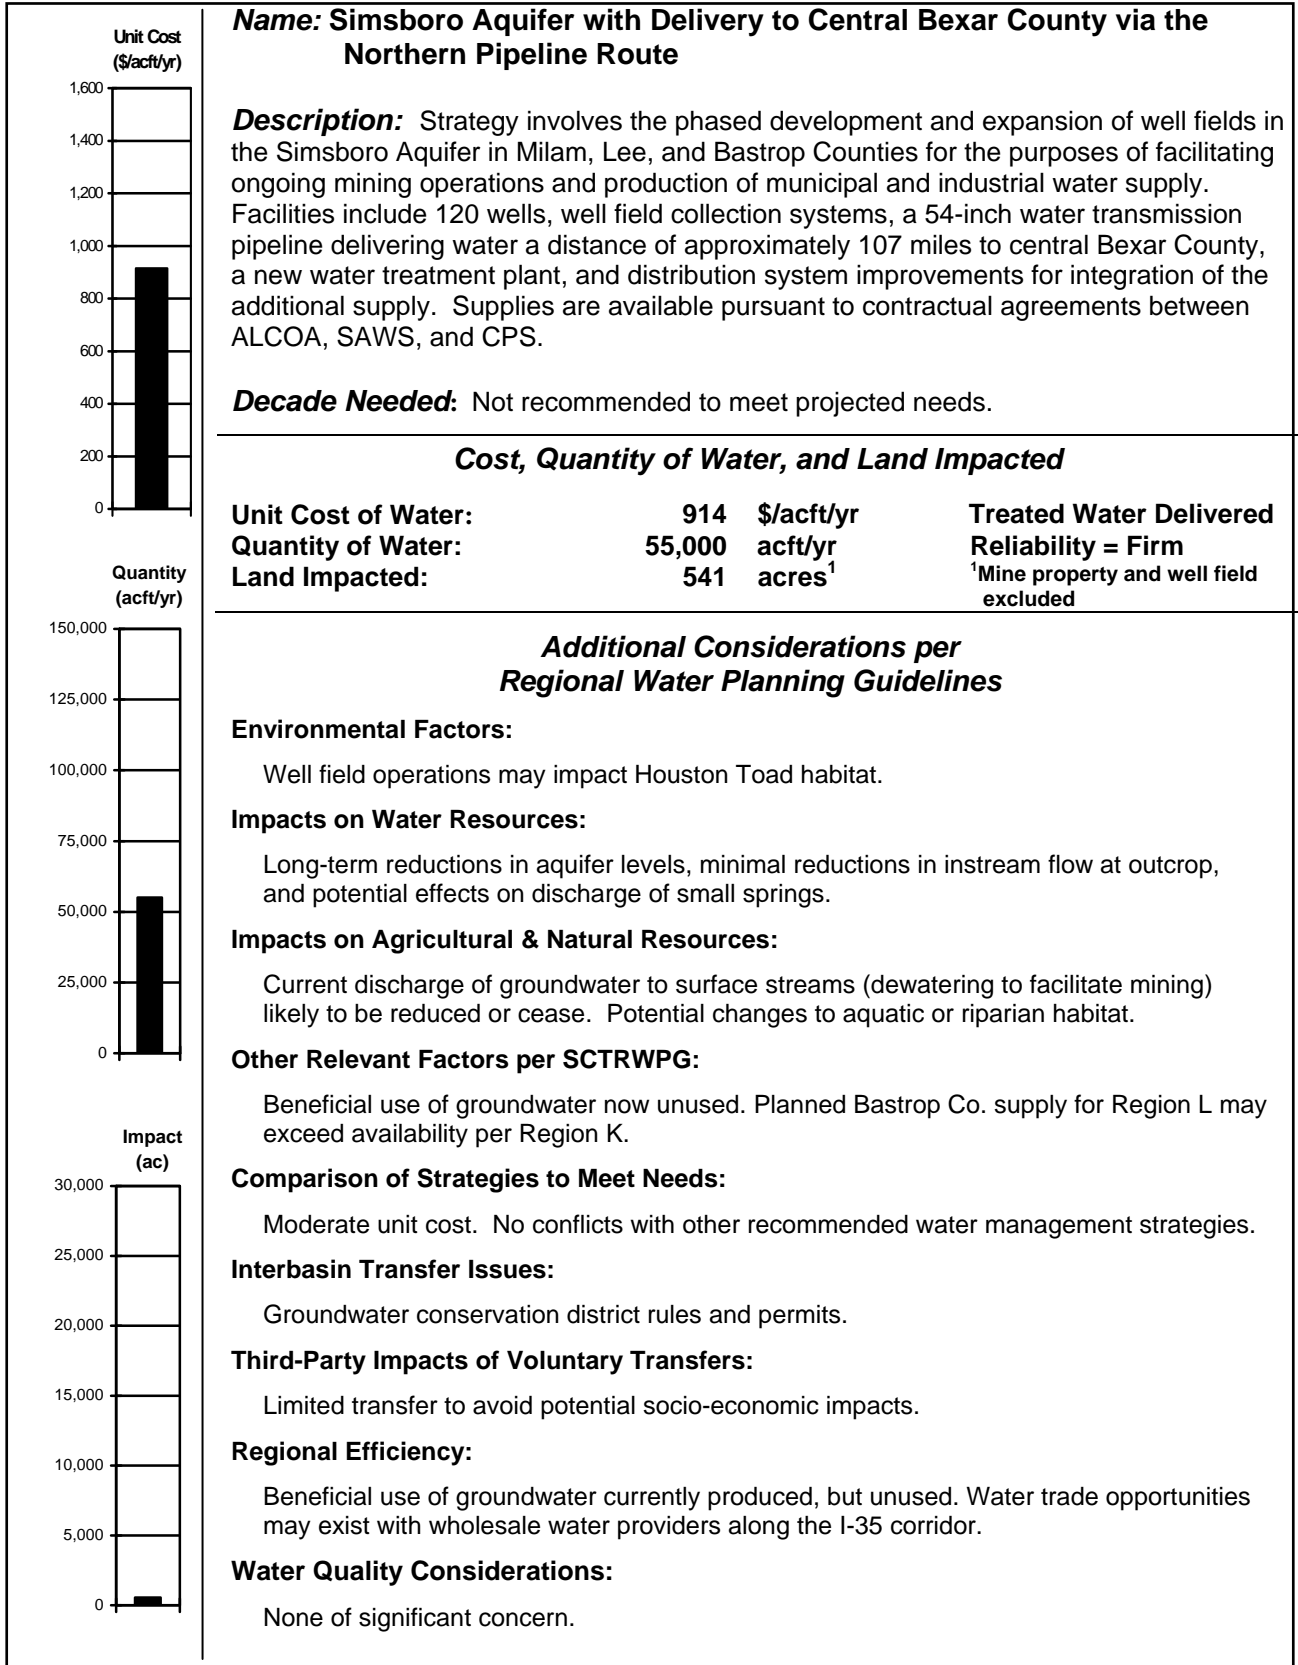 Unit Cost
($/acft/yr)
1,600
1,400
1,200
1,000
800
600
400
200
0
Quantity
(acft/yr)
150,000
125,000
100,000
75,000
50,000
25,000
0
Impact
(ac)
30,000
25,000
20,000
15,000
10,000
5,000
0
Name: Simsboro Aquifer with Delivery to Central Bexar County via the
Northern Pipeline Route
Description: Strategy involves the phased development and expansion of well fields in
the Simsboro Aquifer in Milam, Lee, and Bastrop Counties for the purposes of facilitating
ongoing mining operations and production of municipal and industrial water supply.
Facilities include 120 wells, well field collection systems, a 54-inch water transmission
pipeline delivering water a distance of approximately 107 miles to central Bexar County,
a new water treatment plant, and distribution system improvements for integration of the
additional supply. Supplies are available pursuant to contractual agreements between
ALCOA, SAWS, and CPS.
Decade Needed: Not recommended to meet projected needs.
Cost, Quantity of Water, and Land Impacted
Unit Cost of Water: 914 $/acft/yr Treated Water Delivered
Quantity of Water: 55,000 acft/yr Reliability = Firm
Land Impacted: 541 acres1 1Mine property and well field
excluded
Additional Considerations per
Regional Water Planning Guidelines
Environmental Factors:
Well field operations may impact Houston Toad habitat.
Impacts on Water Resources:
Long-term reductions in aquifer levels, minimal reductions in instream flow at outcrop,
and potential effects on discharge of small springs.
Impacts on Agricultural & Natural Resources:
Current discharge of groundwater to surface streams (dewatering to facilitate mining)
likely to be reduced or cease. Potential changes to aquatic or riparian habitat.
Other Relevant Factors per SCTRWPG:
Beneficial use of groundwater now unused. Planned Bastrop Co. supply for Region L may
exceed availability per Region K.
Comparison of Strategies to Meet Needs:
Moderate unit cost. No conflicts with other recommended water management strategies.
Interbasin Transfer Issues:
Groundwater conservation district rules and permits.
Third-Party Impacts of Voluntary Transfers:
Limited transfer to avoid potential socio-economic impacts.
Regional Efficiency:
Beneficial use of groundwater currently produced, but unused. Water trade opportunities
may exist with wholesale water providers along the I-35 corridor.
Water Quality Considerations:
None of significant concern.